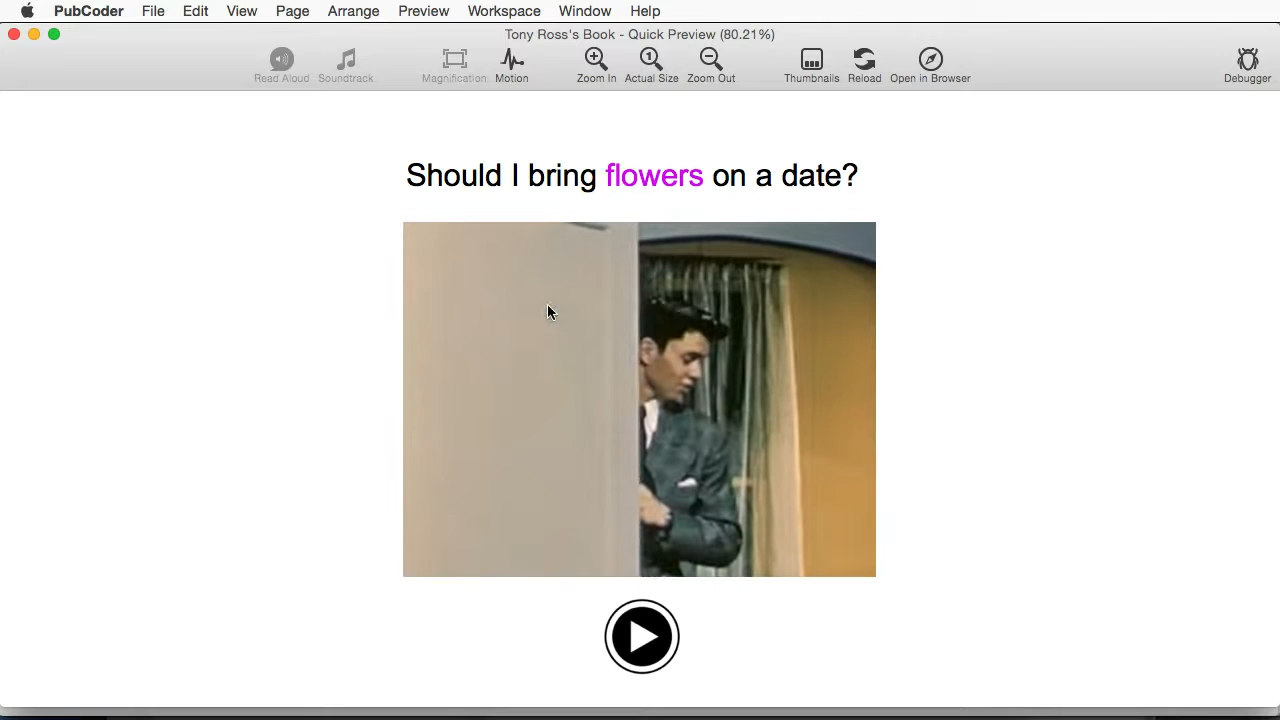 PubCoder File Edit View Page Arrange Preview Workspace Window Help
Tony Ross's Book - Quick Preview (80.21%)
Read Aloud Soundtrack Magnification Motion Zoom In Actual Size Zoom Out Thumbnails Reload Open in Browser Debugger
Should I bring flowers on a date?